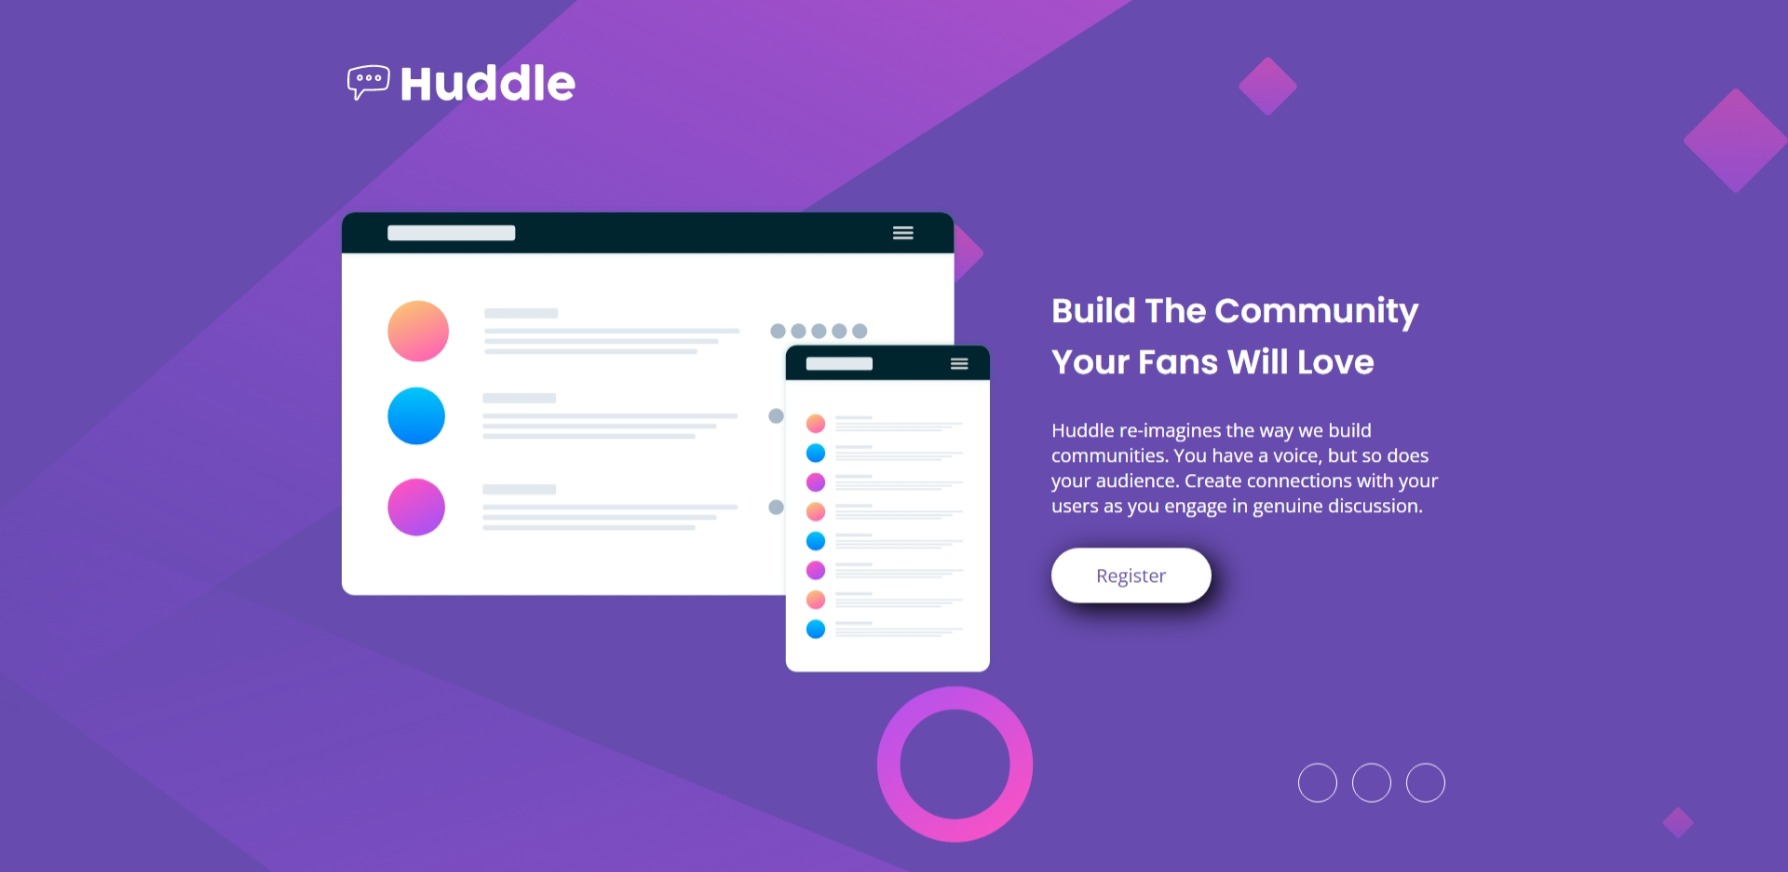 Huddle
Build The Community
Your Fans Will Love
Huddle re-imagines the way we build
communities. You have a voice, but so does
your audience. Create connections with your
users as you engage in genuine discussion.
Register